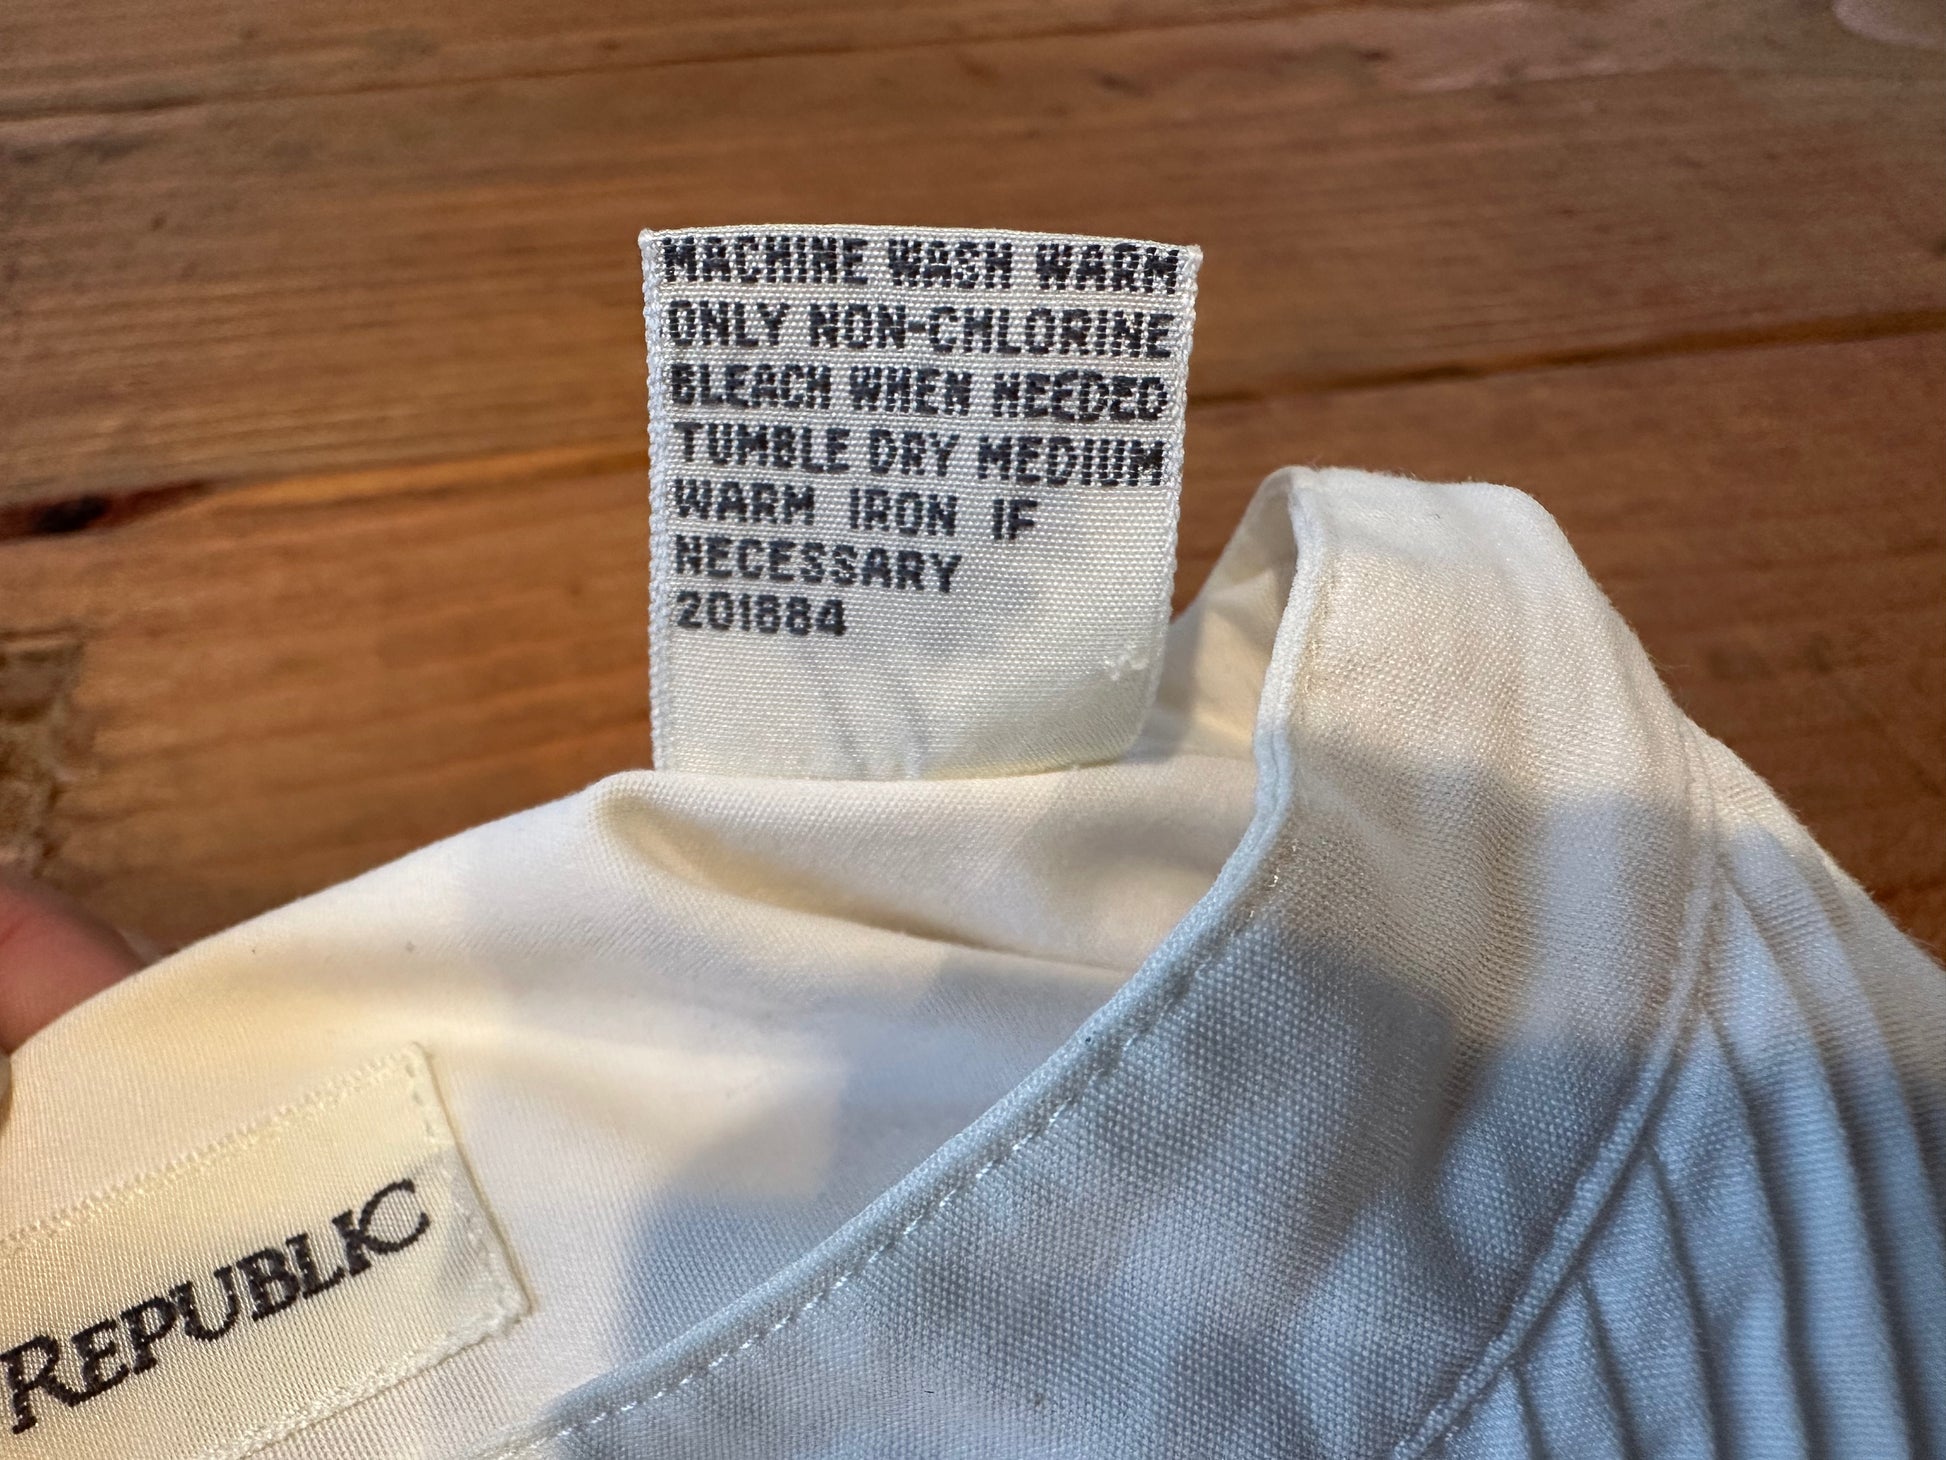 MACHINE WASH WARM
ONLY NON-CHLORINE
BLEACH WHEN NEEDED
TUMBLE DRY MEDIUM
WARM IRON IF
NECESSARY
201884
REPUBLIC